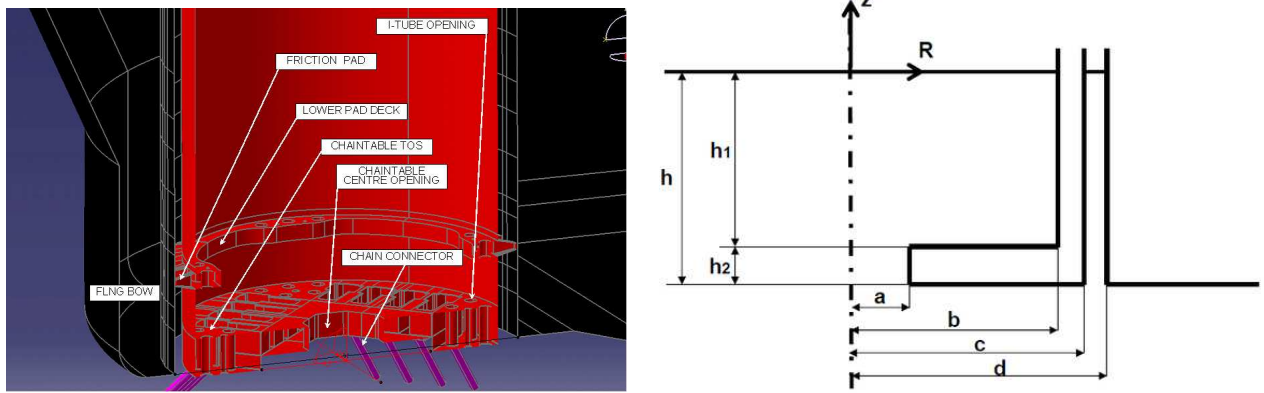 I-TUBE OPENING
FRICTION PAD
LOWER PAD DECK
CHAINTABLE TOS
CHAINTABLE
CENTRE OPENING
CHAIN CONNECTOR
FLNG BOW
z
R
h1
h
h2
a
b
c
d